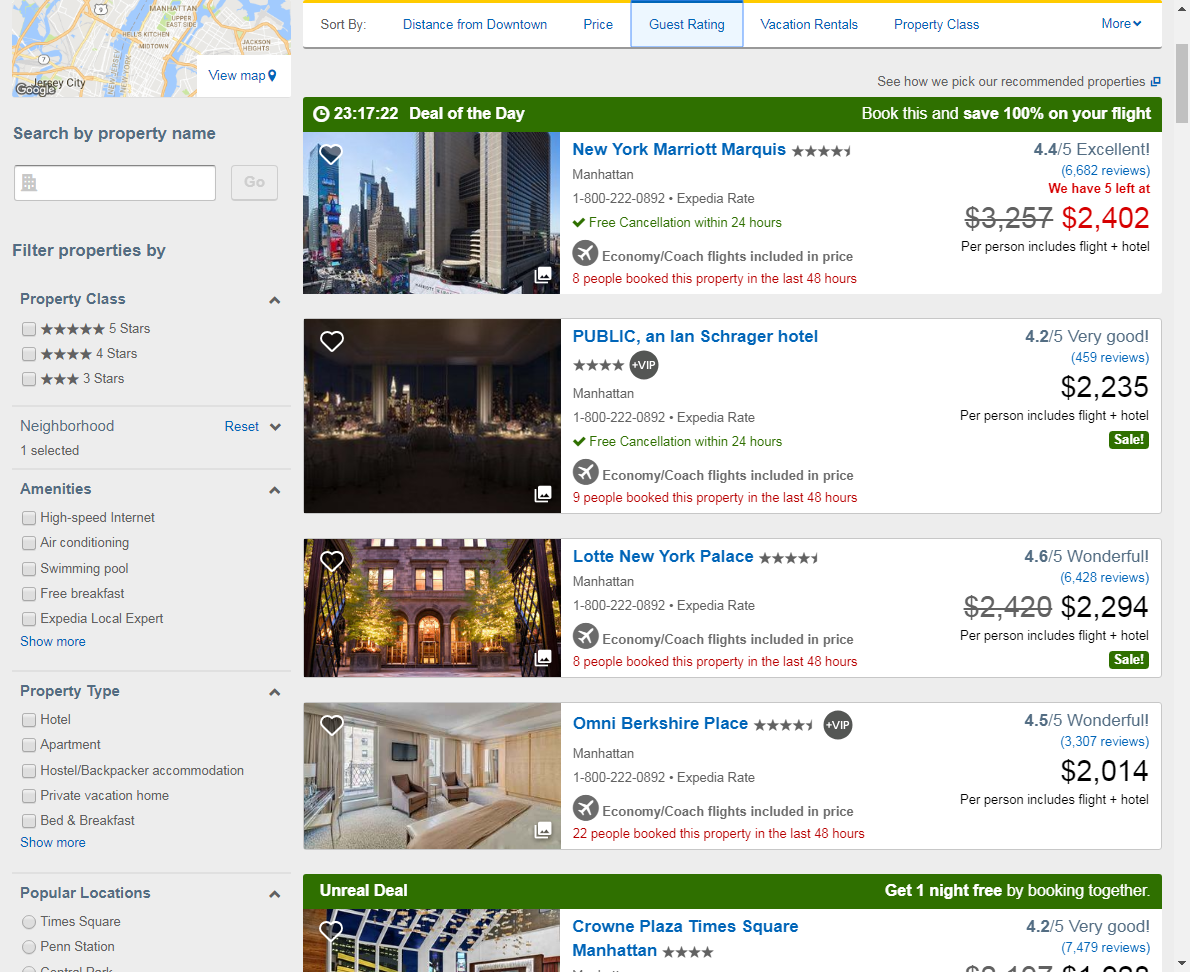 MANHATTAN
UPPER
EAST SIDE
HELL'S KITCHEN
MIDTOWN
JACKSON
HEIGHTS
NEW JERSEY
NEW YORK
9
7
Jersey City
Google
View map
Search by property name
Go
Filter properties by
Property Class
5 Stars
4 Stars
3 Stars
Neighborhood
Reset
1 selected
Amenities
High-speed Internet
Air conditioning
Swimming pool
Free breakfast
Expedia Local Expert
Show more
Property Type
Hotel
Apartment
Hostel/Backpacker accommodation
Private vacation home
Bed & Breakfast
Show more
Popular Locations
Times Square
Penn Station
Central Park
Sort By: Distance from Downtown Price Guest Rating Vacation Rentals Property Class More
See how we pick our recommended properties
23:17:22 Deal of the Day Book this and save 100% on your flight
New York Marriott Marquis
Manhattan
1-800-222-0892 • Expedia Rate
Free Cancellation within 24 hours
Economy/Coach flights included in price
8 people booked this property in the last 48 hours
4.4/5 Excellent!
(6,682 reviews)
We have 5 left at
$3,257 $2,402
Per person includes flight + hotel
PUBLIC, an Ian Schrager hotel
+VIP
Manhattan
1-800-222-0892 • Expedia Rate
Free Cancellation within 24 hours
Economy/Coach flights included in price
9 people booked this property in the last 48 hours
4.2/5 Very good!
(459 reviews)
$2,235
Per person includes flight + hotel
Sale!
Lotte New York Palace
Manhattan
1-800-222-0892 • Expedia Rate
Economy/Coach flights included in price
8 people booked this property in the last 48 hours
4.6/5 Wonderful!
(6,428 reviews)
$2,420 $2,294
Per person includes flight + hotel
Sale!
Omni Berkshire Place +VIP
Manhattan
1-800-222-0892 • Expedia Rate
Economy/Coach flights included in price
22 people booked this property in the last 48 hours
4.5/5 Wonderful!
(3,307 reviews)
$2,014
Per person includes flight + hotel
Unreal Deal Get 1 night free by booking together.
Crowne Plaza Times Square
Manhattan
4.2/5 Very good!
(7,479 reviews)